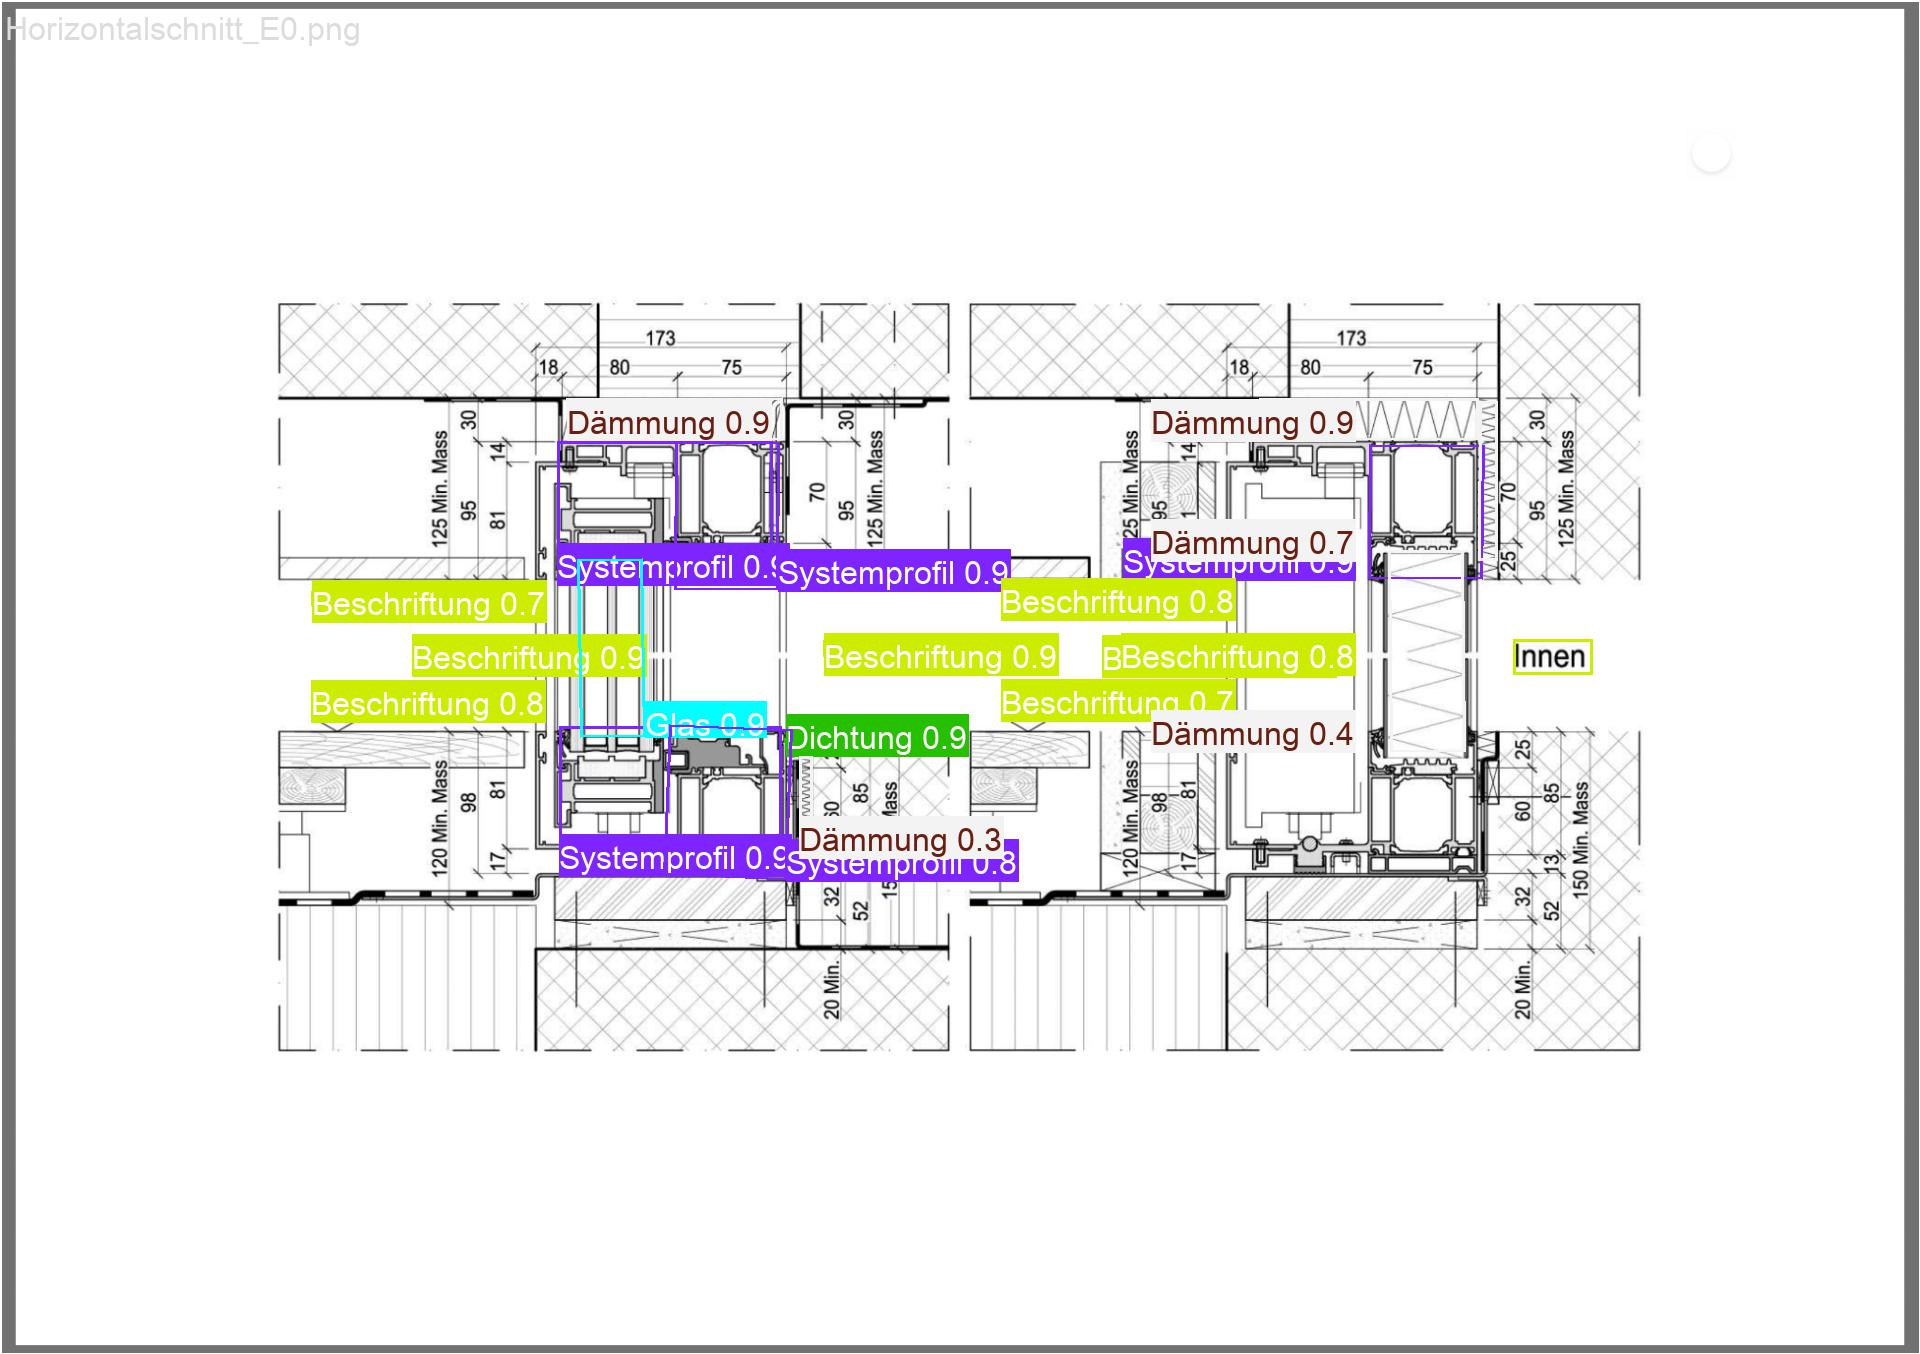 Horizontalschnitt_E0.png
173
173
18
80
75
18
80
75
Dämmung 0.9
Dämmung 0.9
30
30
30
14
14
125 Min. Mass
95
81
70
95
125 Min. Mass
25 Min. Mass
95
1
70
95
125 Min. Mass
25
Dämmung 0.7
Systemprofil 0.9
Systemprofil 0.9
Systemprofil 0.9
Beschriftung 0.7
Beschriftung 0.8
Beschriftung 0.9
Beschriftung 0.9
B
Beschriftung 0.8
Innen
Beschriftung 0.8
Beschriftung 0.7
Glas 0.9
Dichtung 0.9
Dämmung 0.4
120 Min. Mass
98
81
17
60
85
Mass
120 Min. Mass
98
81
17
25
60
85
13
150 Min. Mass
Dämmung 0.3
Systemprofil 0.9
Systemprofil 0.8
32
52
15
32
52
20 Min.
20 Min.